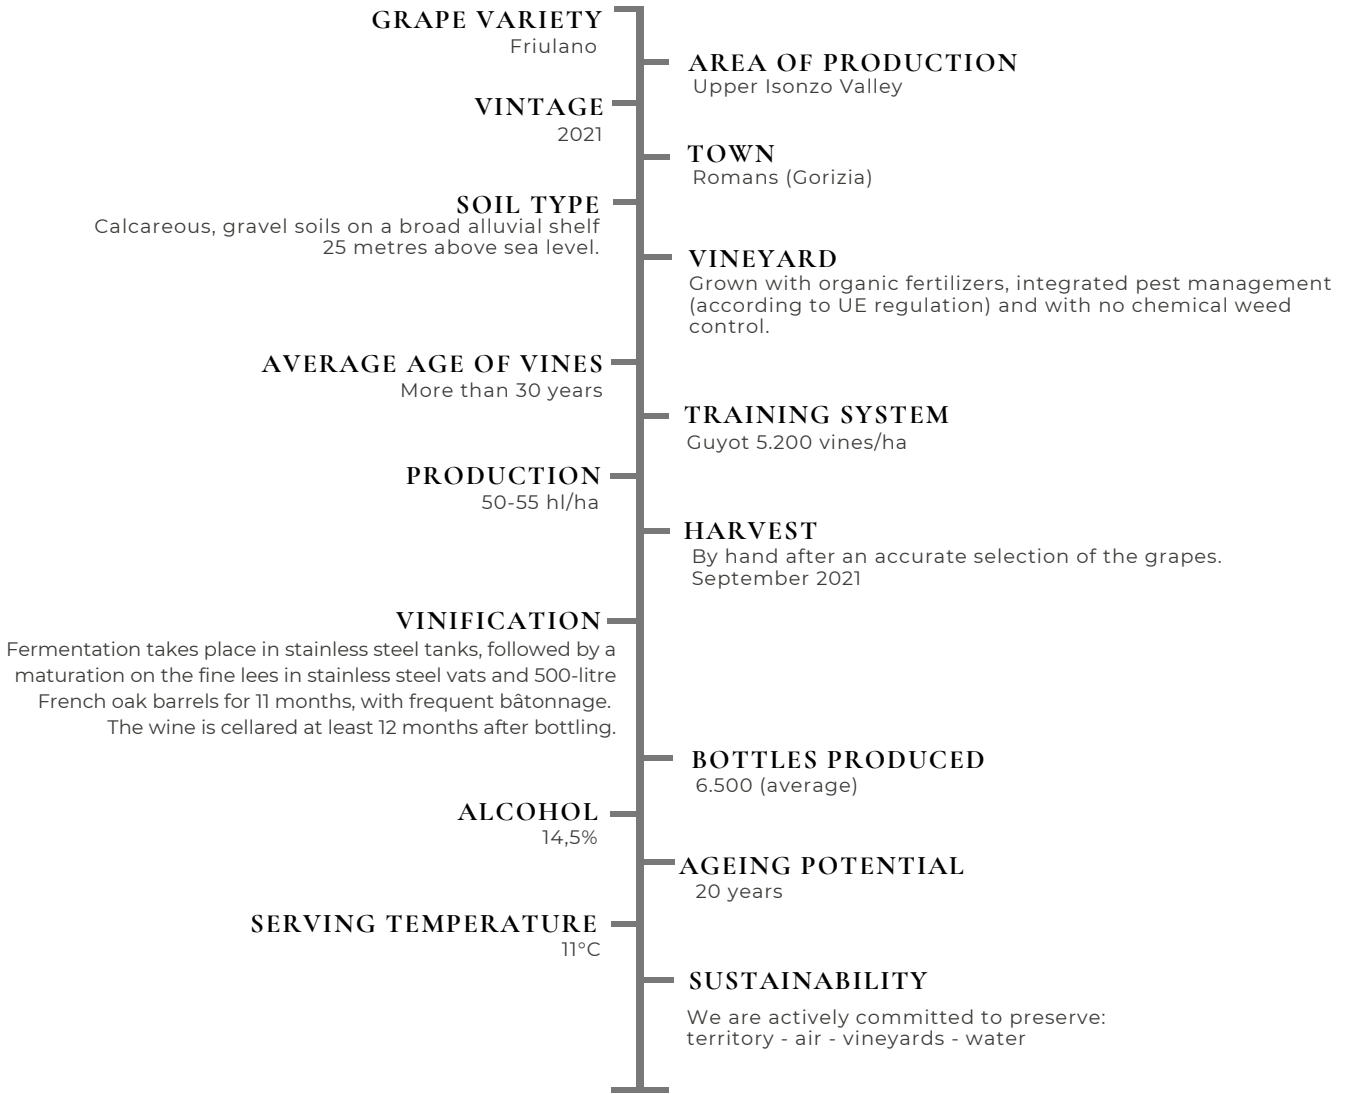 GRAPE VARIETY
Friulano
AREA OF PRODUCTION
Upper Isonzo Valley
VINTAGE
2021
TOWN
Romans (Gorizia)
SOIL TYPE
Calcareous, gravel soils on a broad alluvial shelf
25 metres above sea level.
VINEYARD
Grown with organic fertilizers, integrated pest management
(according to UE regulation) and with no chemical weed
control.
AVERAGE AGE OF VINES
More than 30 years
TRAINING SYSTEM
Guyot 5.200 vines/ha
PRODUCTION
50-55 hl/ha
HARVEST
By hand after an accurate selection of the grapes.
September 2021
VINIFICATION
Fermentation takes place in stainless steel tanks, followed by a
maturation on the fine lees in stainless steel vats and 500-litre
French oak barrels for 11 months, with frequent bâtonnage.
The wine is cellared at least 12 months after bottling.
BOTTLES PRODUCED
6.500 (average)
ALCOHOL
14,5%
AGEING POTENTIAL
20 years
SERVING TEMPERATURE
11°C
SUSTAINABILITY
We are actively committed to preserve:
territory - air - vineyards - water